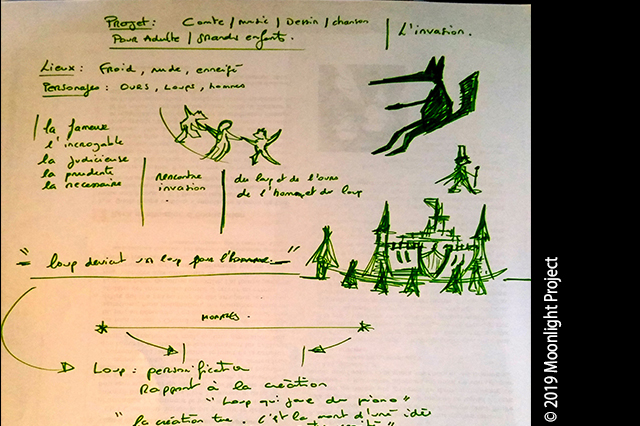 Projet : Conte / music / Dessin / chanson
Pour Adulte / grands enfants.
L'invasion.
Lieux : Froid, rude, enneigé
Personages : ours, Loups, hommes
la fameuse
l'incroyable
la judicieuse
la prudente
la necessaire
rencontre
invasion
du loup et de l'ours
de l'homme et du loup
" loup devient un loup pour l'homme. "
Loup : personification
Rapport à la création
" Loup qui joue du piano "
" la création tue. C'est la mort d'une idée
© 2019 Moonlight Project